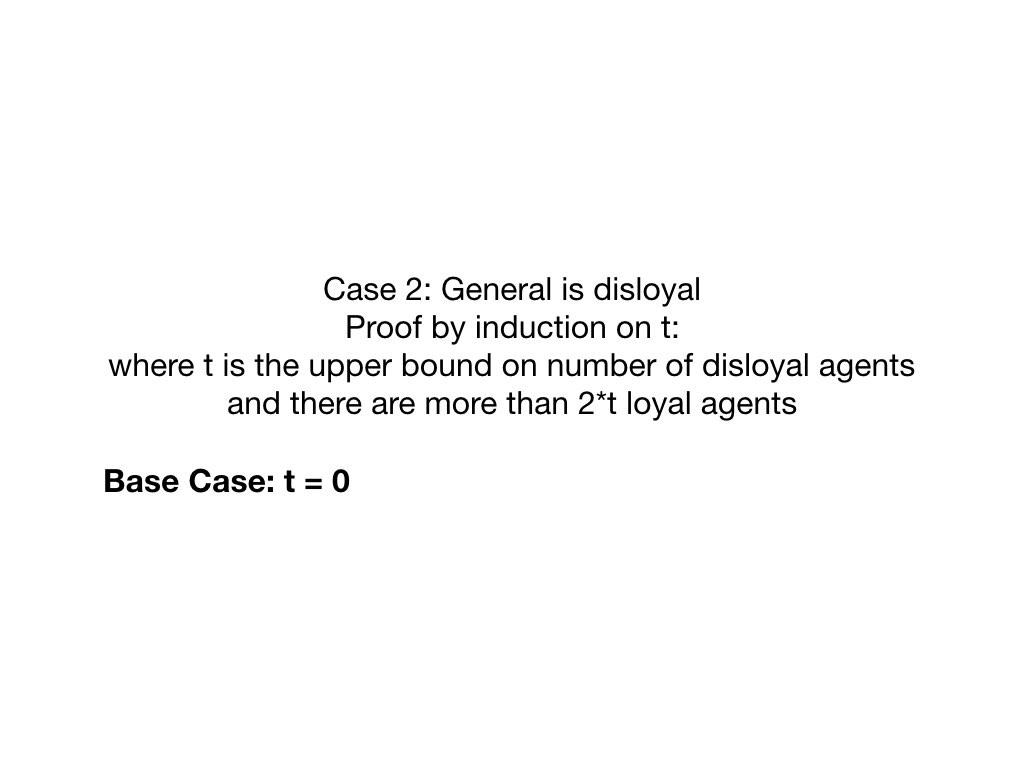 Case 2: General is disloyal
Proof by induction on t:
where t is the upper bound on number of disloyal agents
and there are more than 2*t loyal agents
Base Case: t = 0